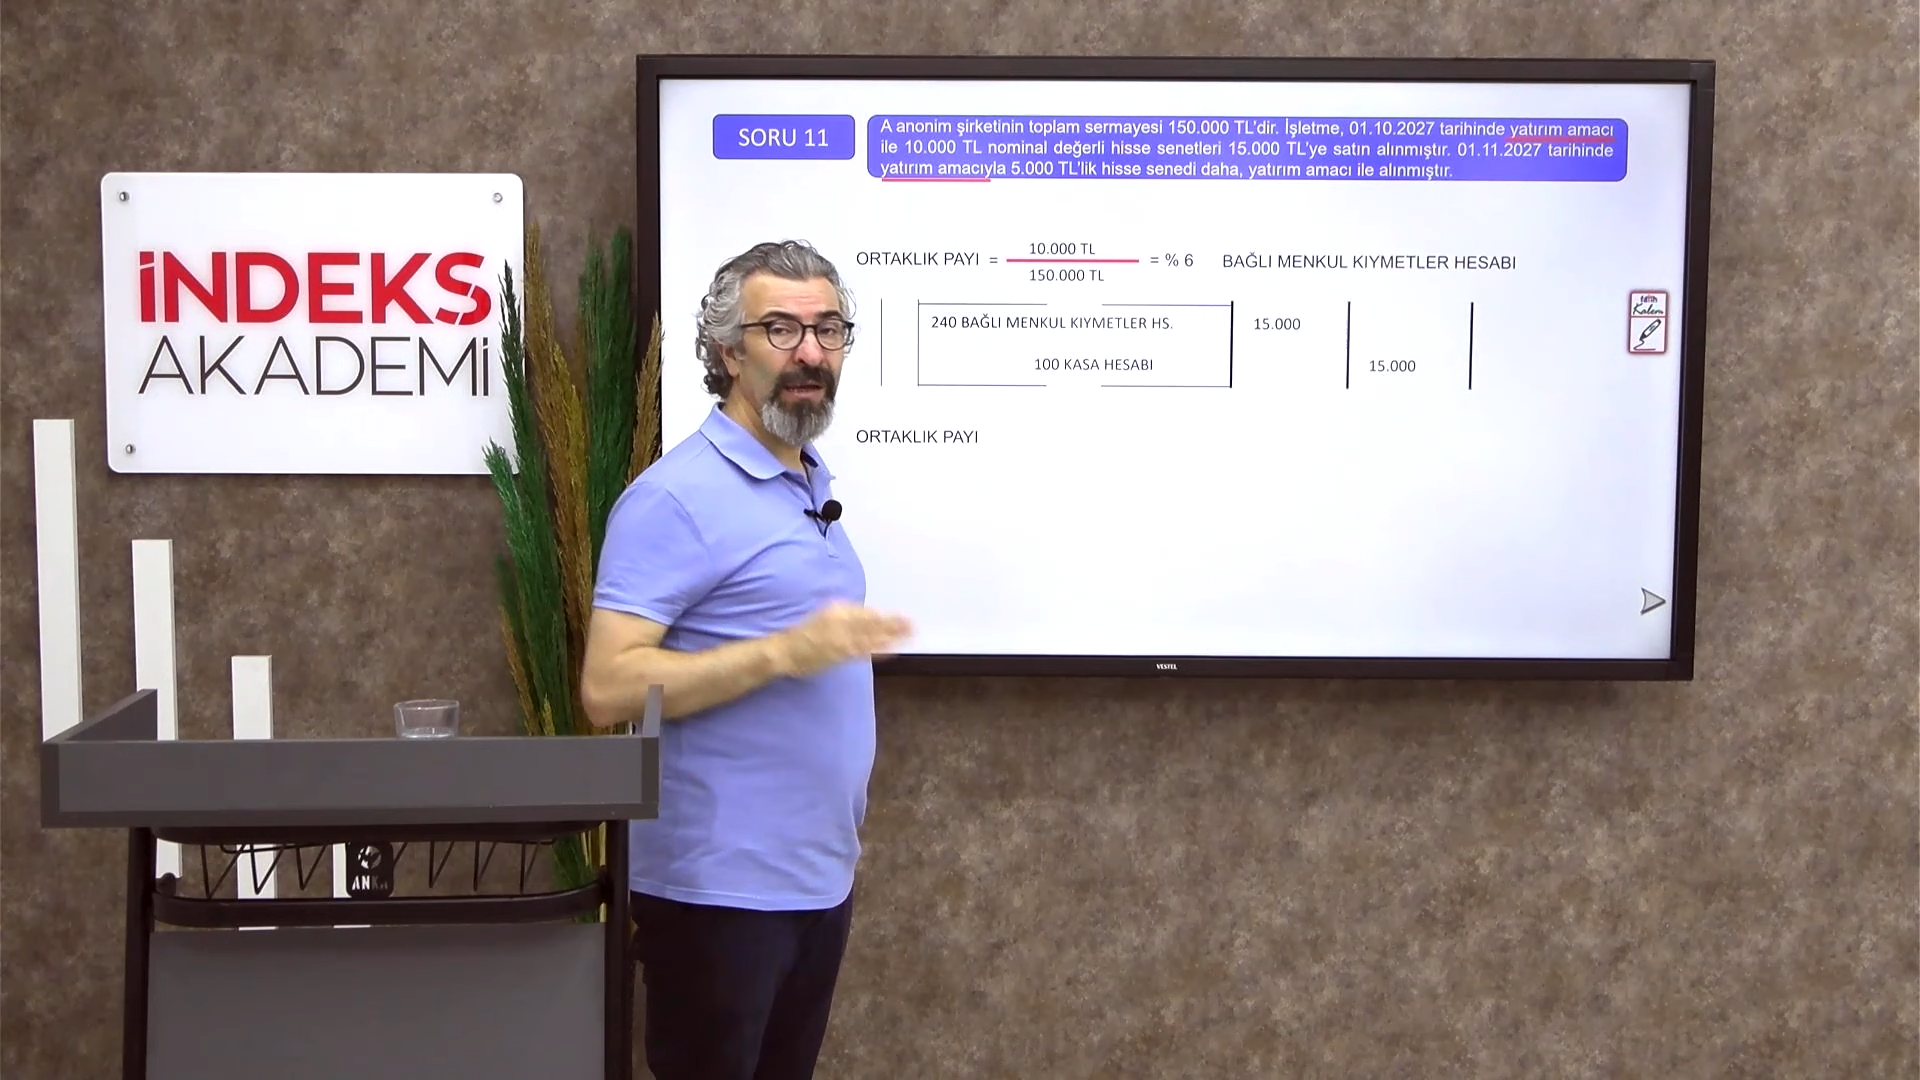 İNDEKS
AKADEMİ
SORU 11
A anonim şirketinin toplam sermayesi 150.000 TL'dir. İşletme, 01.10.2027 tarihinde yatırım amacı
ile 10.000 TL nominal değerli hisse senetleri 15.000 TL'ye satın alınmıştır. 01.11.2027 tarihinde
yatırım amacıyla 5.000 TL'lik hisse senedi daha, yatırım amacı ile alınmıştır.
ORTAKLIK PAYI = 10.000 TL
150.000 TL
= % 6 BAĞLI MENKUL KIYMETLER HESABI
240 BAĞLI MENKUL KIYMETLER HS. 15.000
100 KASA HESABI 15.000
ORTAKLIK PAYI
fatih
Kalem
VESTEL
ANKA